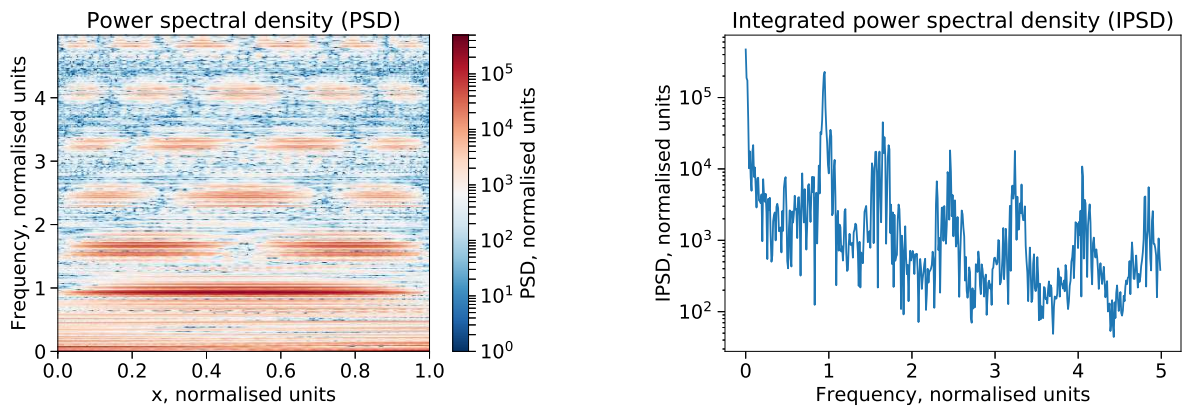 Power spectral density (PSD)
Frequency, normalised units
4
3
2
1
0
0.0 0.2 0.4 0.6 0.8 1.0
x, normalised units
10^5
10^4
10^3
10^2
10^1
10^0
PSD, normalised units
Integrated power spectral density (IPSD)
IPSD, normalised units
10^5
10^4
10^3
10^2
0 1 2 3 4 5
Frequency, normalised units